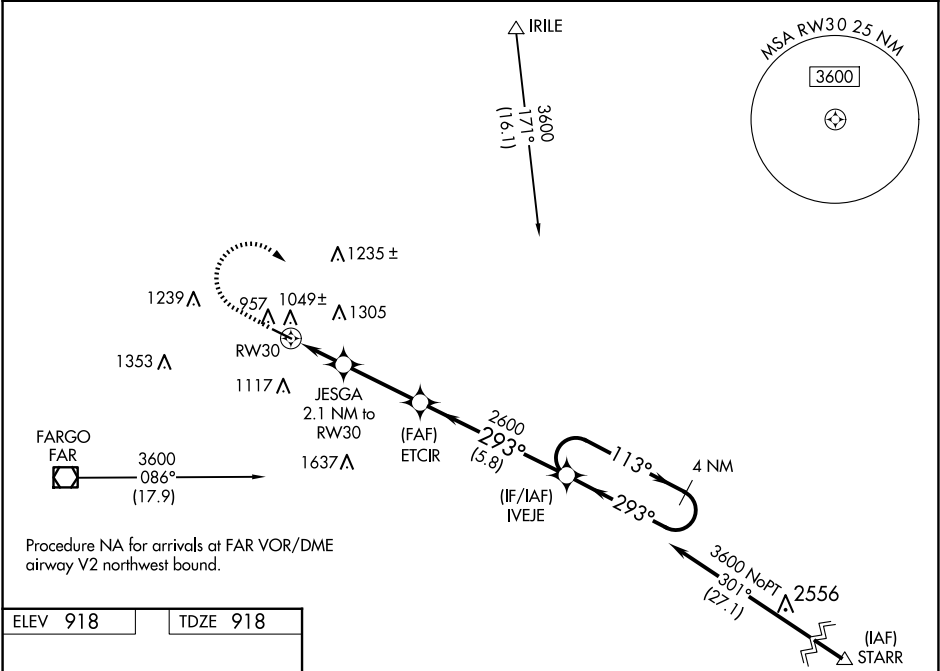 IRILE
MSA RW30 25 NM
3600
3600
171°
(16.1)
1235 ±
1239
957
1049±
1305
RW30
1353
1117
JESGA
2.1 NM to
RW30
(FAF)
ETCIR
2600
293°
(5.8)
FARGO
FAR
3600
086°
(17.9)
1637
113°
4 NM
(IF/IAF)
IVEJE
293°
Procedure NA for arrivals at FAR VOR/DME
airway V2 northwest bound.
3600 NoPT
301°
(27.1)
2556
(IAF)
STARR
ELEV 918
TDZE 918